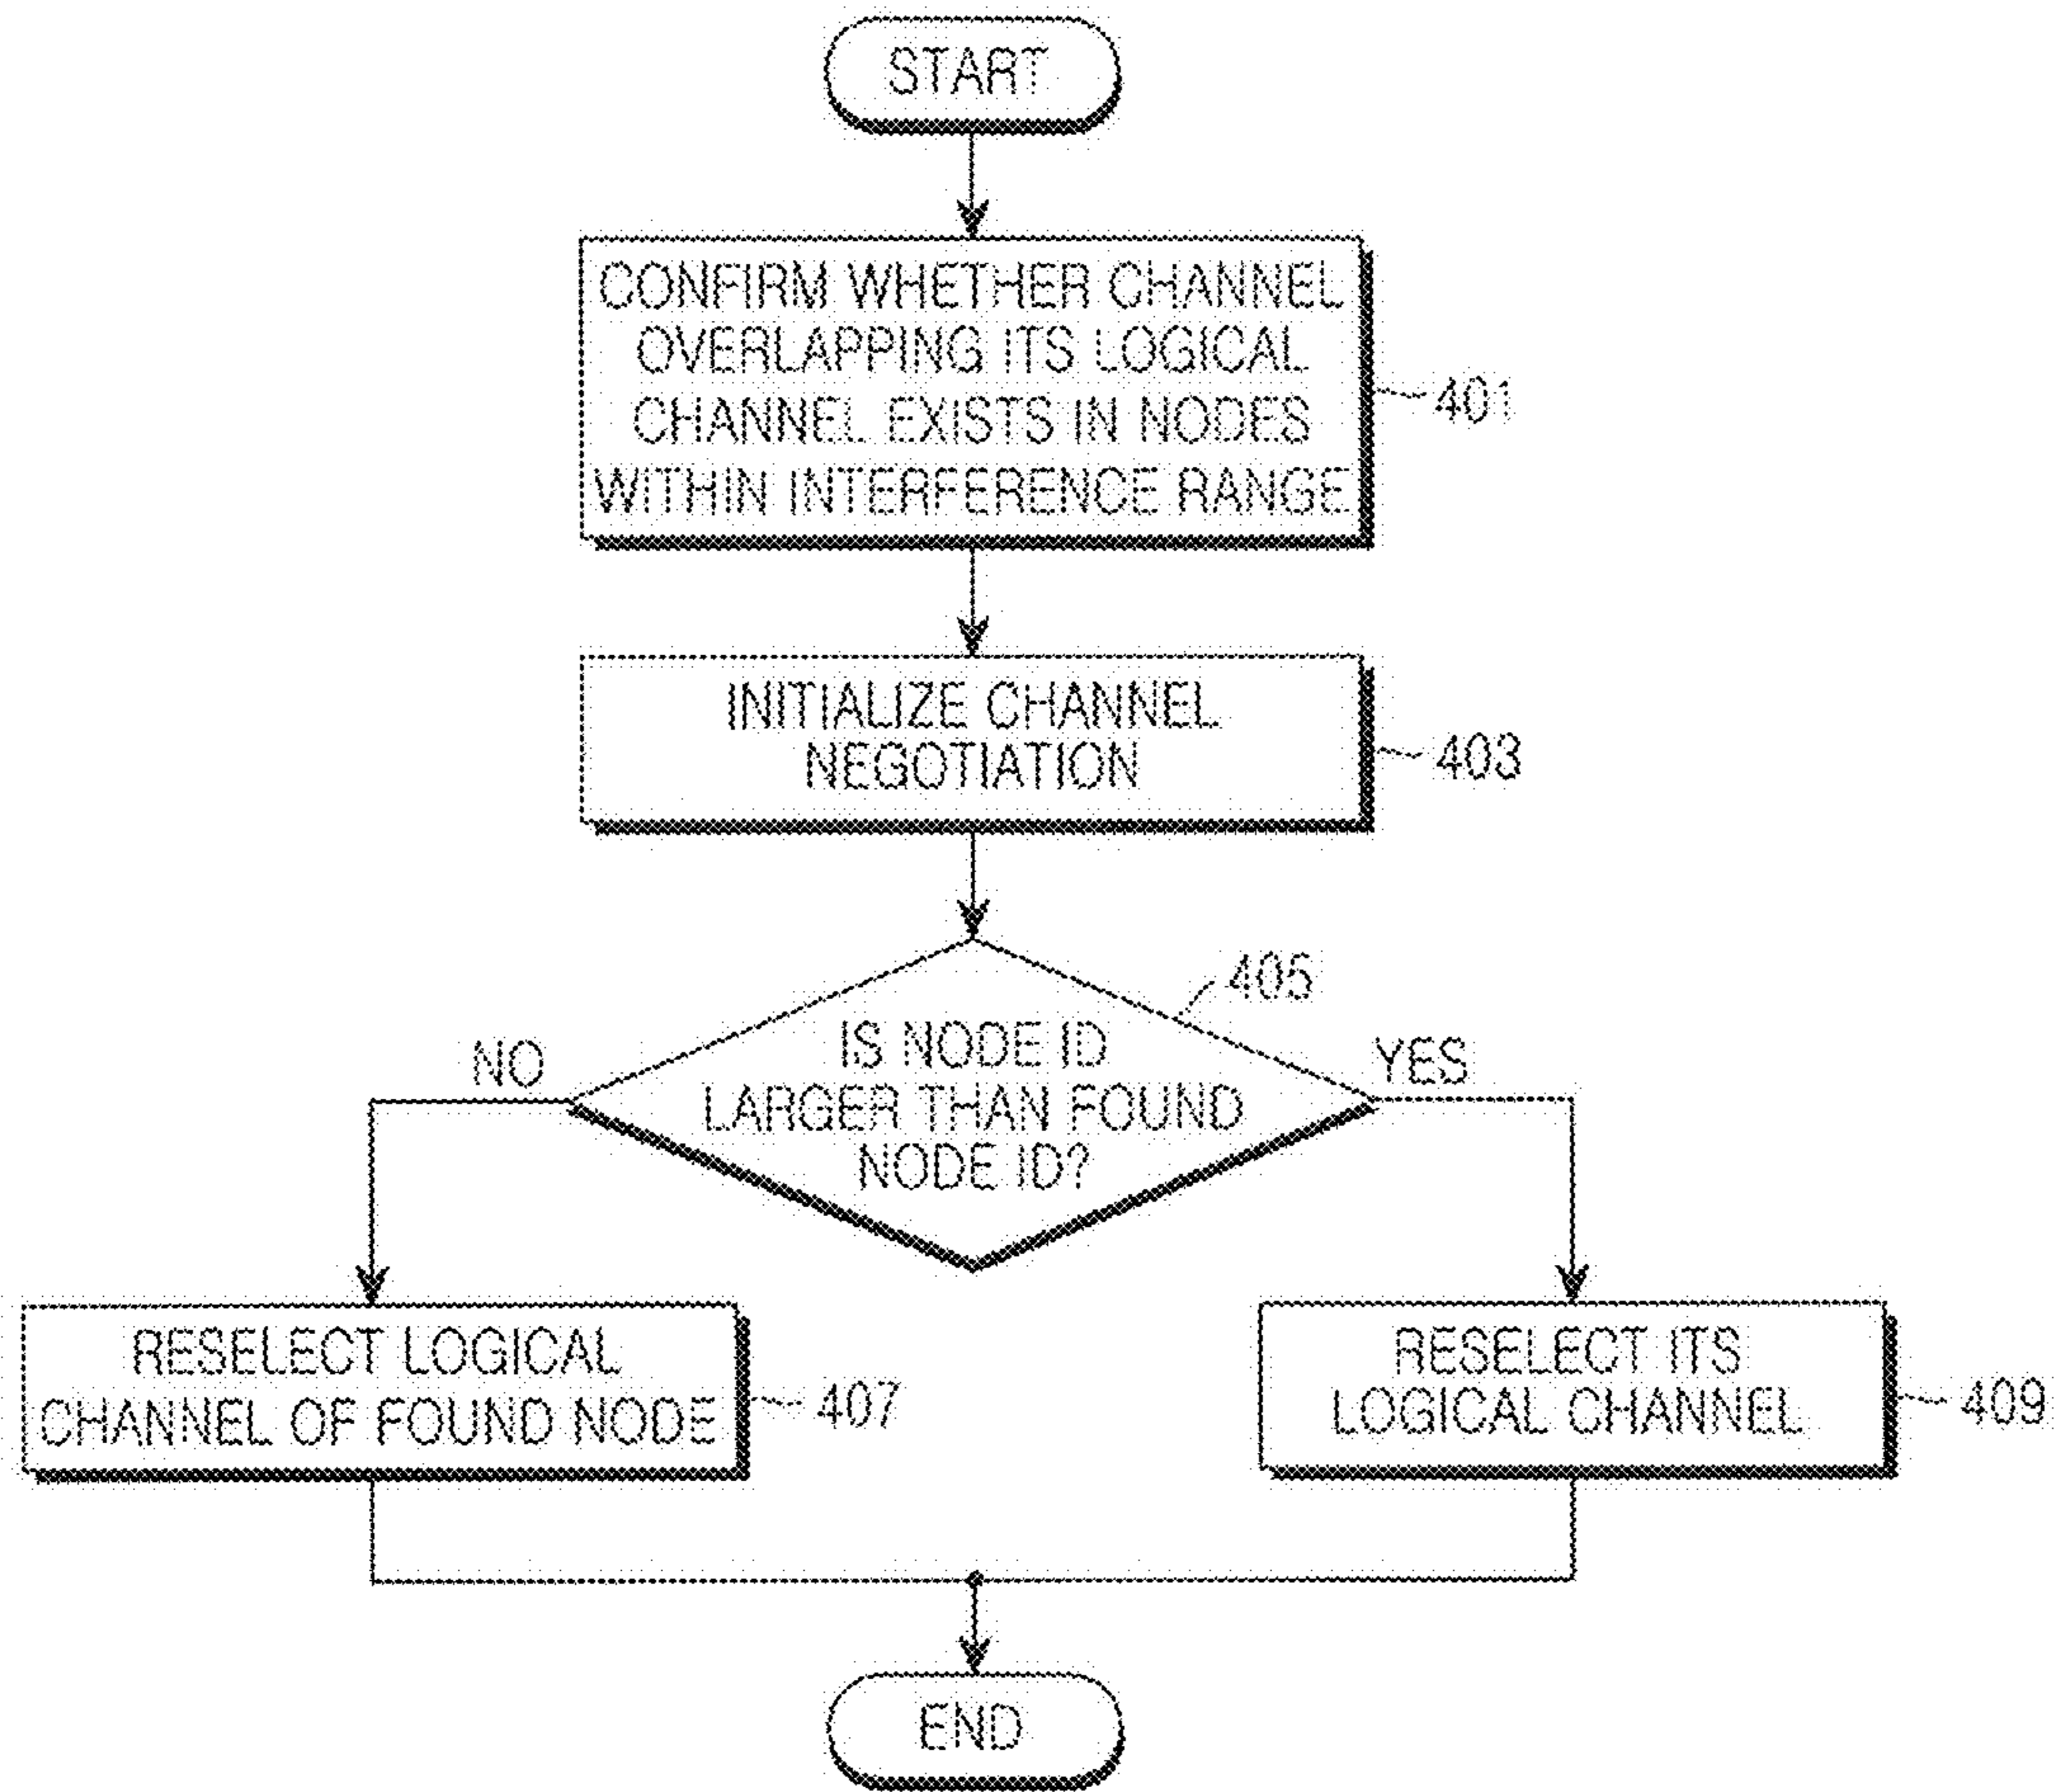 START
CONFIRM WHETHER CHANNEL
OVERLAPPING ITS LOGICAL
CHANNEL EXISTS IN NODES
WITHIN INTERFERENCE RANGE
401
INITIALIZE CHANNEL
NEGOTIATION
403
405
IS NODE ID
LARGER THAN FOUND
NODE ID?
NO
YES
RESELECT LOGICAL
CHANNEL OF FOUND NODE
407
RESELECT ITS
LOGICAL CHANNEL
409
END